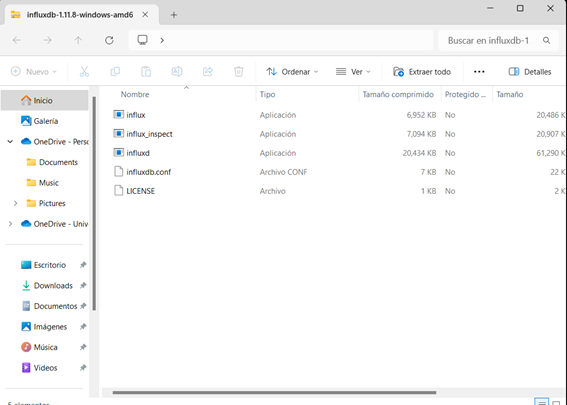 influxdb-1.11.8-windows-amd6
Buscar en influxdb-1
Nuevo
Ordenar
Ver
Extraer todo
Detalles
Inicio
Galería
OneDrive - Perso
Documents
Music
Pictures
OneDrive - Univ
Escritorio
Downloads
Documentos
Imágenes
Música
Videos
Nombre Tipo Tamaño comprimido Protegido ... Tamaño
influx Aplicación 6,952 KB No 20,486 K
influx_inspect Aplicación 7,094 KB No 20,907 K
influxd Aplicación 20,434 KB No 61,290 K
influxdb.conf Archivo CONF 7 KB No 22 K
LICENSE Archivo 1 KB No 2 K
5 elementos